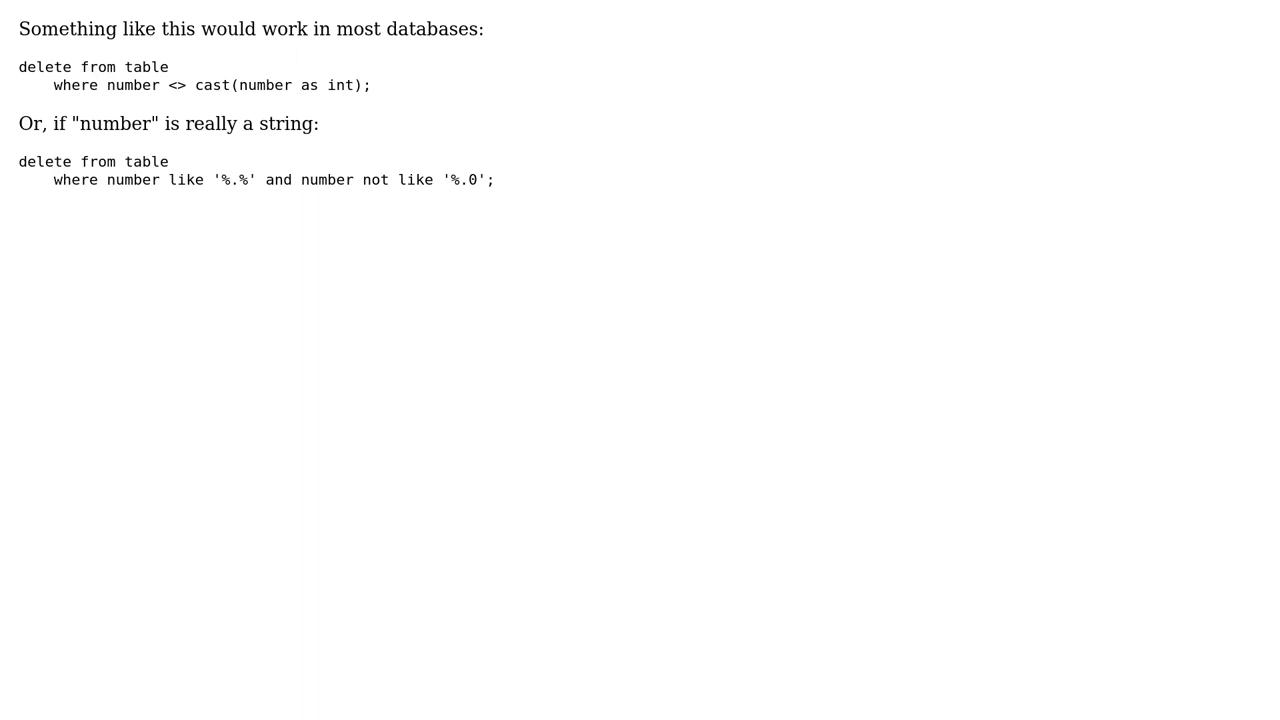 Something like this would work in most databases:
delete from table
    where number <> cast(number as int);
Or, if "number" is really a string:
delete from table
    where number like '%.%' and number not like '%.0';